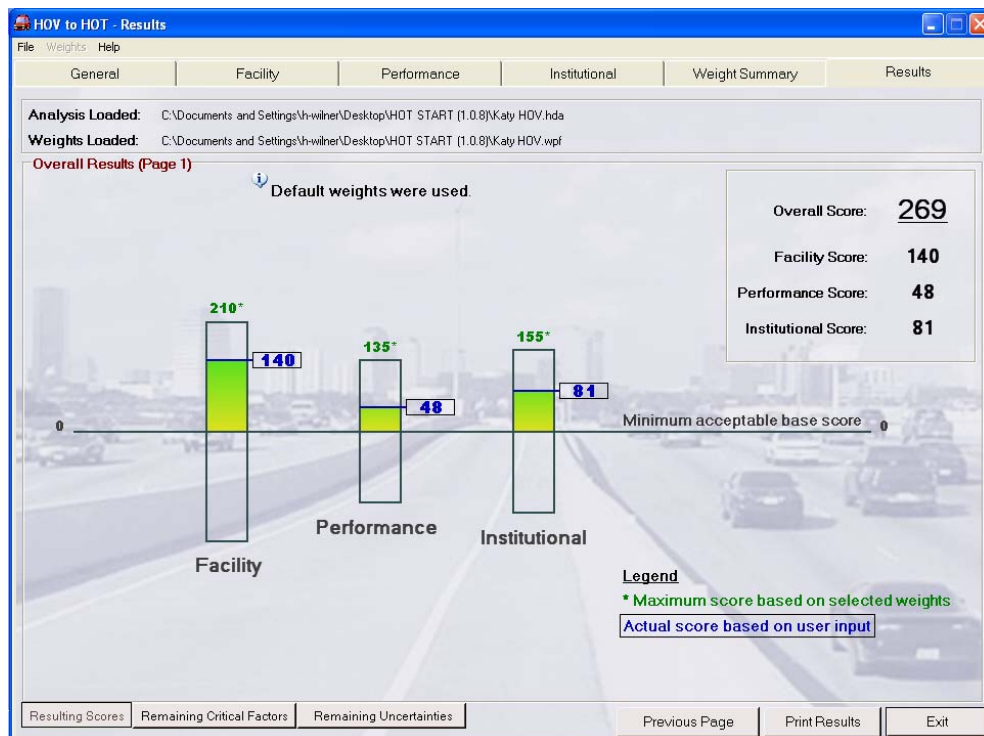 HOV to HOT - Results
File Weights Help
General Facility Performance Institutional Weight Summary Results
Analysis Loaded: C:\Documents and Settings\h-wilner\Desktop\HOT START (1.0.8)\Katy HOV.hda
Weights Loaded: C:\Documents and Settings\h-wilner\Desktop\HOT START (1.0.8)\Katy HOV.wpf
Overall Results (Page 1)
Default weights were used.
Overall Score: 269
Facility Score: 140
Performance Score: 48
Institutional Score: 81
210*
140
135*
48
155*
81
0 Minimum acceptable base score 0
Performance
Institutional
Facility
Legend
* Maximum score based on selected weights
Actual score based on user input
Resulting Scores Remaining Critical Factors Remaining Uncertainties Previous Page Print Results Exit